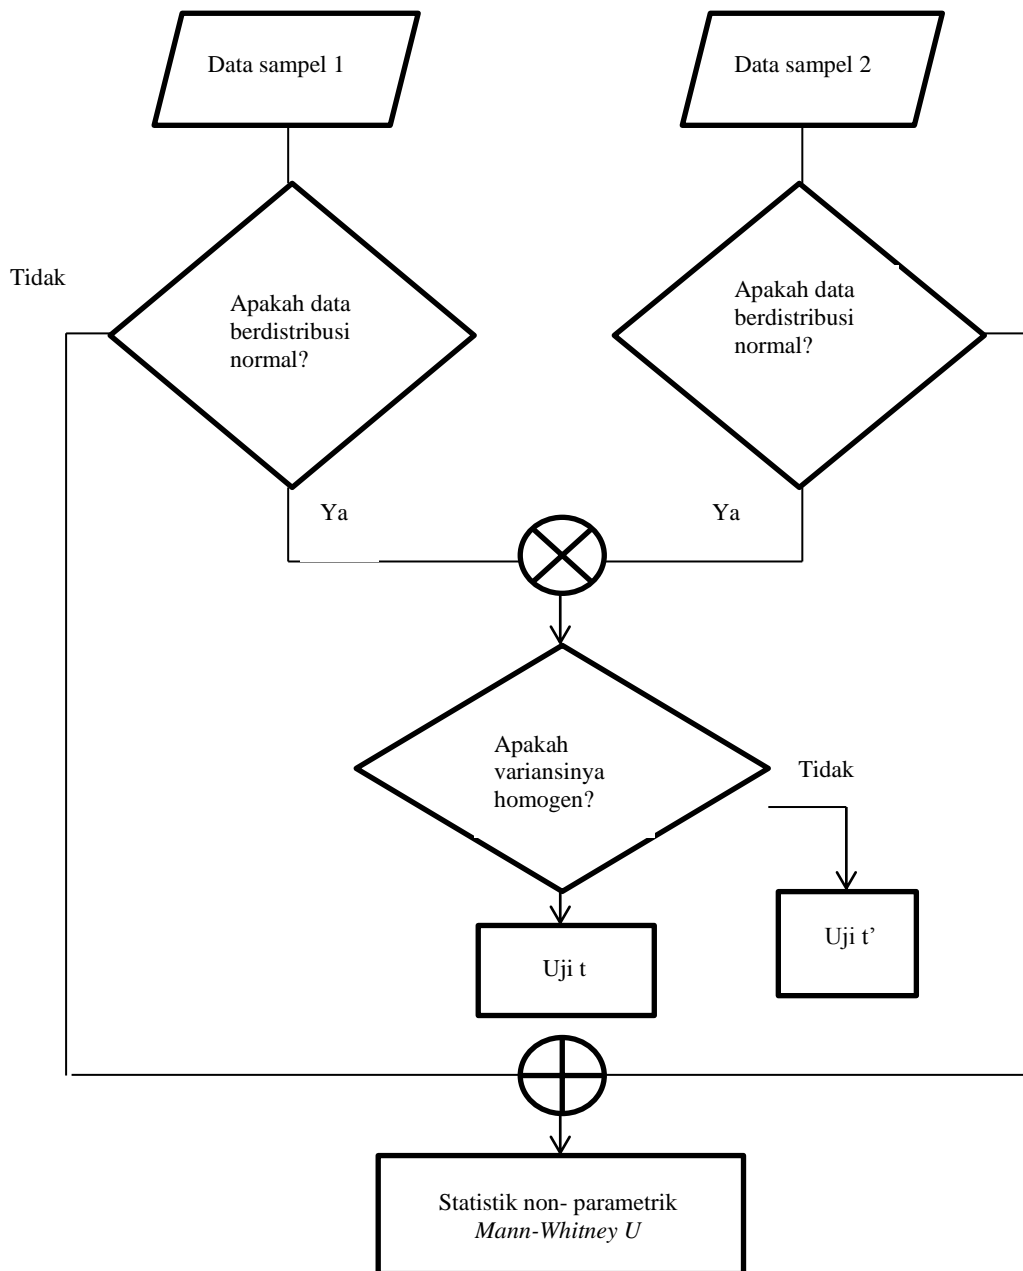 Data sampel 1
Data sampel 2
Tidak
Apakah data
berdistribusi
normal?
Apakah data
berdistribusi
normal?
Ya
Ya
Apakah
variansinya
homogen?
Tidak
Uji t
Uji t’
Statistik non- parametrik
Mann-Whitney U